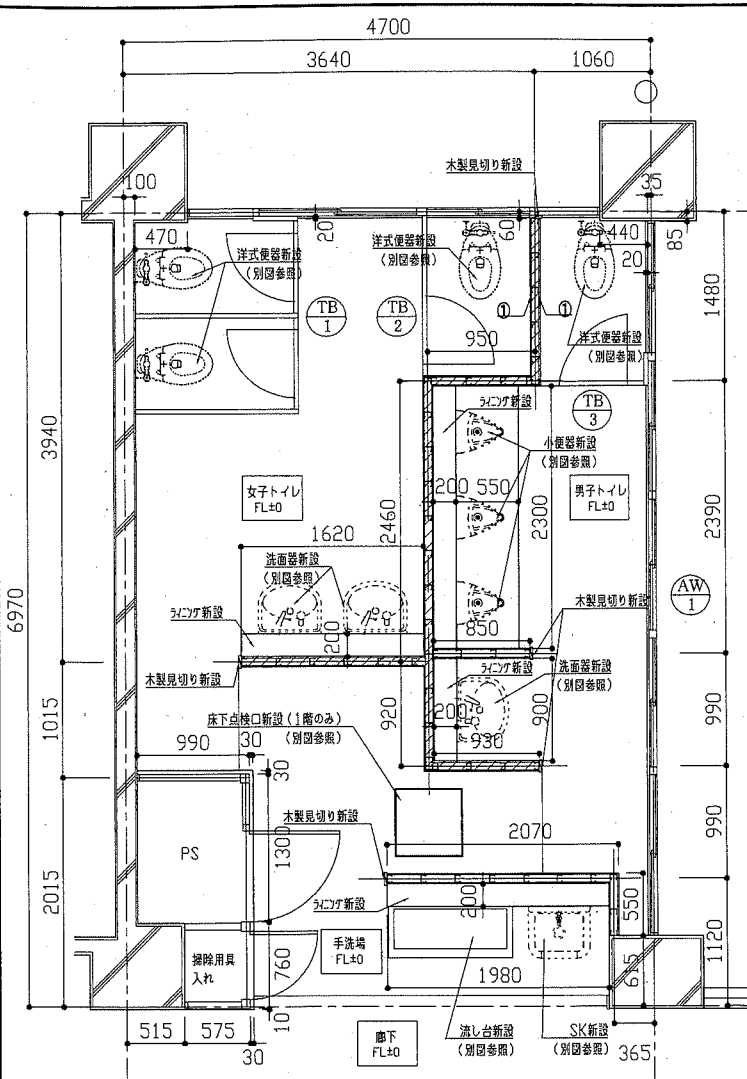 4700
3640
1060
木製見切り新設
100
35
470
洋式便器新設
(別図参照)
20
洋式便器新設
(別図参照)
60
440
20
85
TB
1
TB
2
①
①
950
洋式便器新設
(別図参照)
1480
ライニング新設
TB
3
小便器新設
(別図参照)
3940
女子トイレ
FL±0
2460
200
550
2300
男子トイレ
FL±0
2390
6970
1620
洗面器新設
(別図参照)
ライニング新設
200
850
木製見切り新設
AW
1
木製見切り新設
ライニング新設
洗面器新設
(別図参照)
1015
床下点検口新設(1階のみ)
(別図参照)
920
200
930
900
990
990
30
30
PS
1300
木製見切り新設
2070
990
2015
ライニング新設
200
550
掃除用具
入れ
760
手洗場
FL±0
1980
615
1120
10
515
575
30
廊下
FL±0
流し台新設
(別図参照)
SK新設
(別図参照)
365